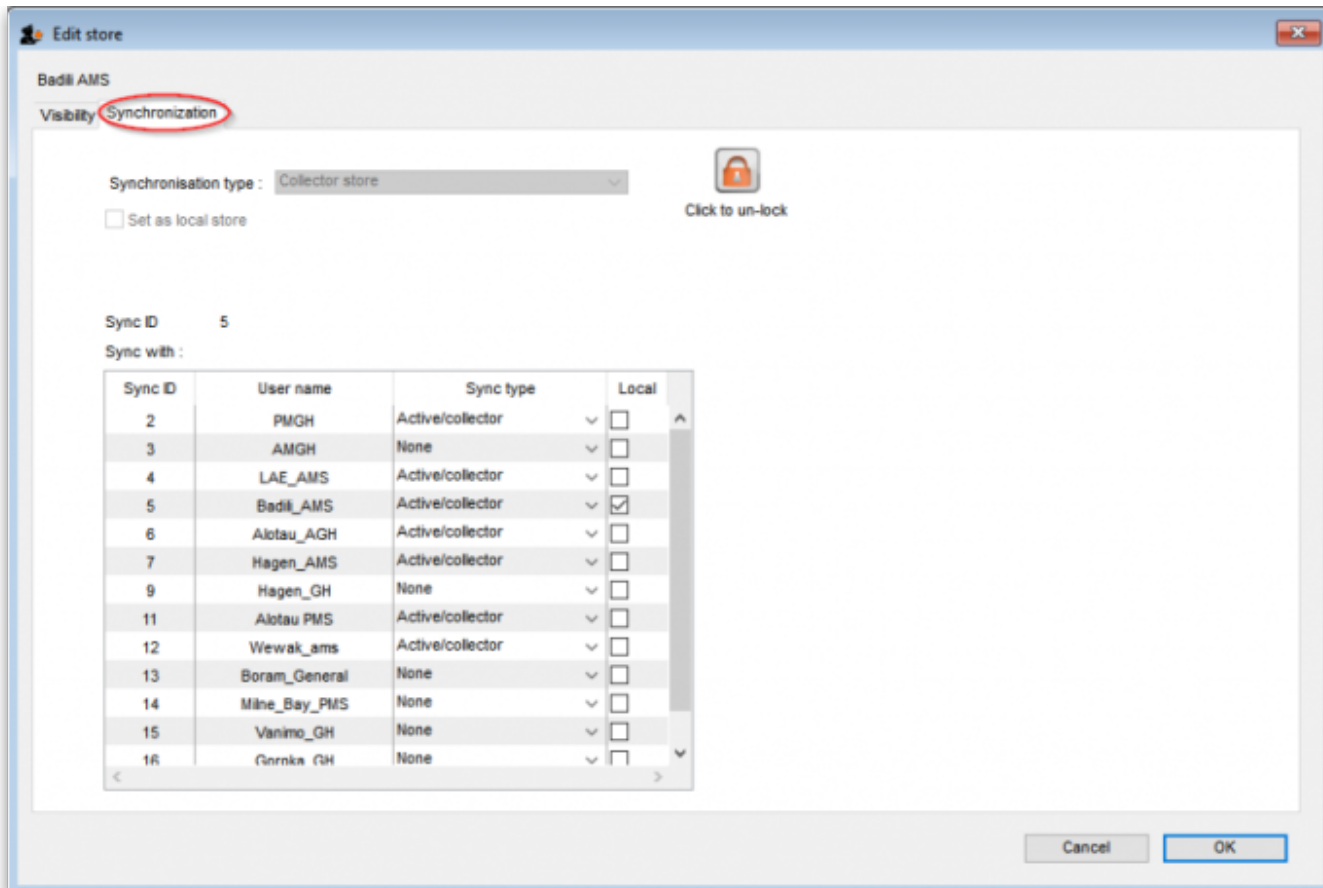 Edit store
Badili AMS
Visibility Synchronization
Synchronisation type : Collector store
Set as local store
Click to un-lock
Sync ID 5
Sync with :
Sync ID User name Sync type Local
2 PMGH Active/collector
3 AMGH None
4 LAE_AMS Active/collector
5 Badili_AMS Active/collector
6 Alotau_AGH Active/collector
7 Hagen_AMS Active/collector
9 Hagen_GH None
11 Alotau PMS Active/collector
12 Wewak_ams Active/collector
13 Boram_General None
14 Milne_Bay_PMS None
15 Vanimo_GH None
16 Gornka_GH None
Cancel OK